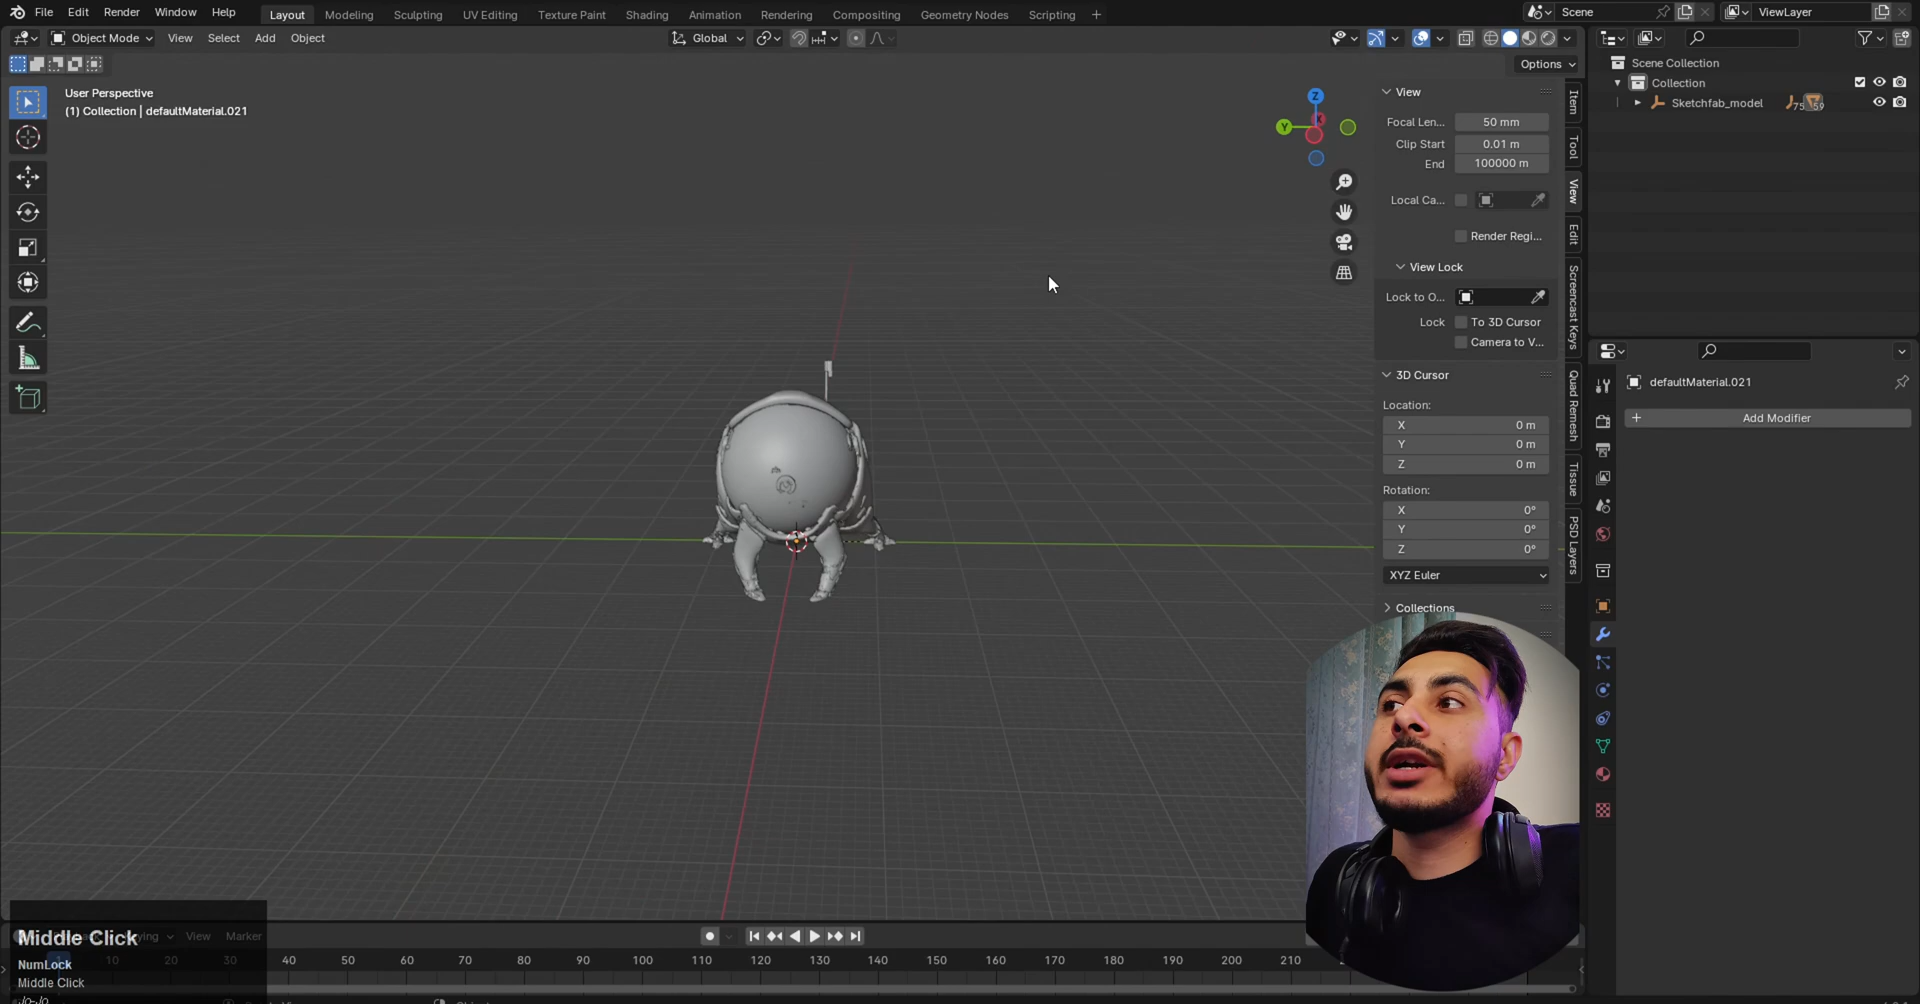 File Edit Render Window Help Layout Modeling Sculpting UV Editing Texture Paint Shading Animation Rendering Compositing Geometry Nodes Scripting + Scene ViewLayer
Object Mode View Select Add Object Global
Options
User Perspective
(1) Collection | defaultMaterial.021
Z
Y
X
View
Focal Len... 50 mm
Clip Start 0.01 m
End 100000 m
Local Ca...
Render Regi...
View Lock
Lock to O...
Lock To 3D Cursor
Camera to V...
3D Cursor
Location:
X 0 m
Y 0 m
Z 0 m
Rotation:
X 0°
Y 0°
Z 0°
XYZ Euler
Collections
Item
Tool
View
Edit
Screencast Keys
Quad Remesh
Tissue
PSD Layers
Scene Collection
Collection
Sketchfab_model 75 59
defaultMaterial.021
Add Modifier
Middle Click
View Marker
NumLock
Middle Click
1 10 20 30 40 50 60 70 80 90 100 110 120 130 140 150 160 170 180 190 200 210